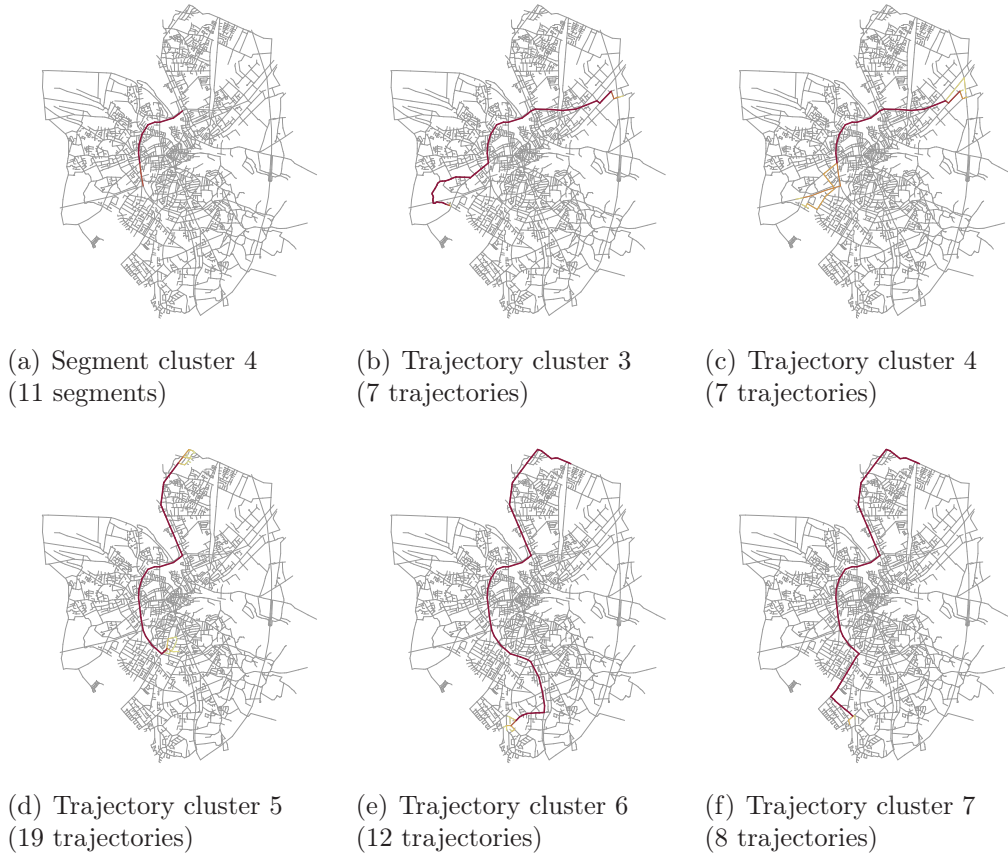 (a) Segment cluster 4
(11 segments)
(b) Trajectory cluster 3
(7 trajectories)
(c) Trajectory cluster 4
(7 trajectories)
(d) Trajectory cluster 5
(19 trajectories)
(e) Trajectory cluster 6
(12 trajectories)
(f) Trajectory cluster 7
(8 trajectories)